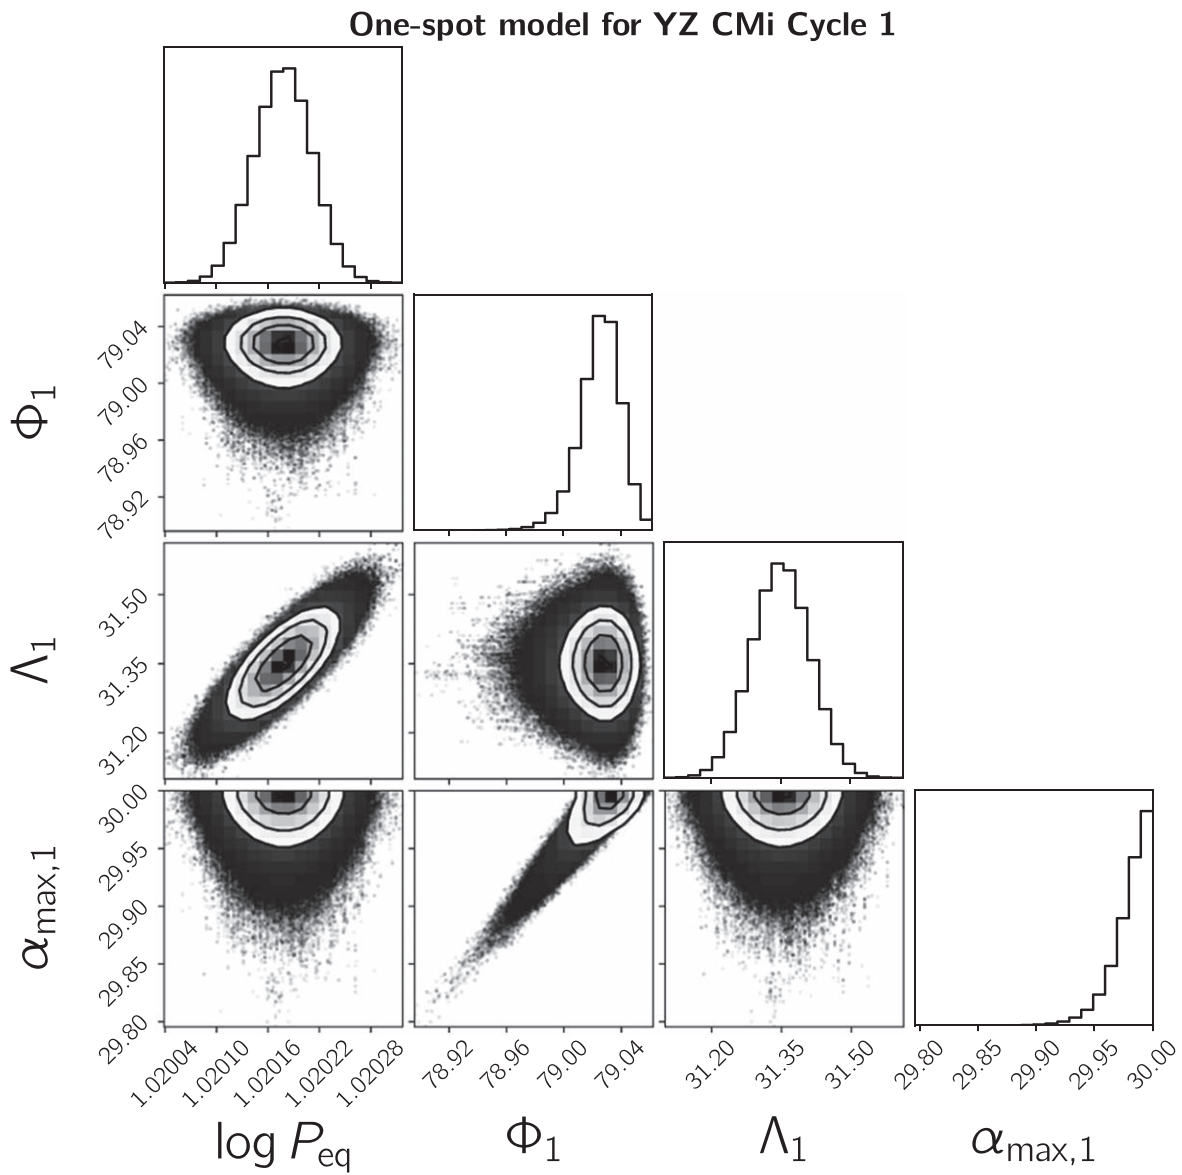 One-spot model for YZ CMi Cycle 1
Φ1
79.04
79.00
78.96
78.92
Λ1
31.50
31.35
31.20
αmax,1
30.00
29.95
29.90
29.85
29.80
1.02004 1.02010 1.02016 1.02022 1.02028
78.92 78.96 79.00 79.04
31.20 31.35 31.50
29.80 29.85 29.90 29.95 30.00
log Peq Φ1 Λ1 αmax,1